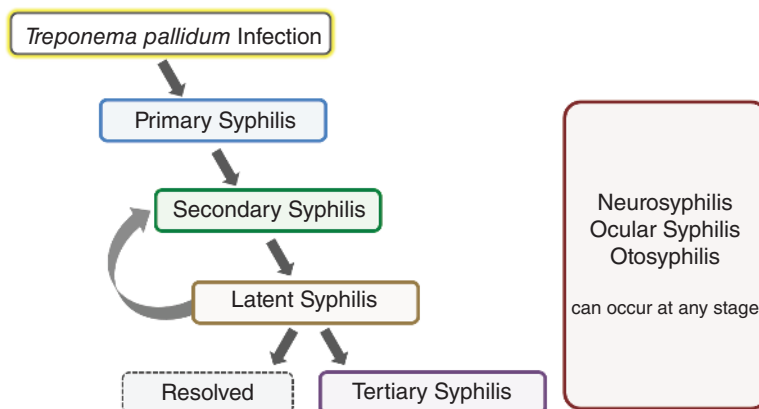 Treponema pallidum Infection
Primary Syphilis
Secondary Syphilis
Latent Syphilis
Resolved
Tertiary Syphilis
Neurosyphilis
Ocular Syphilis
Otosyphilis
can occur at any stage